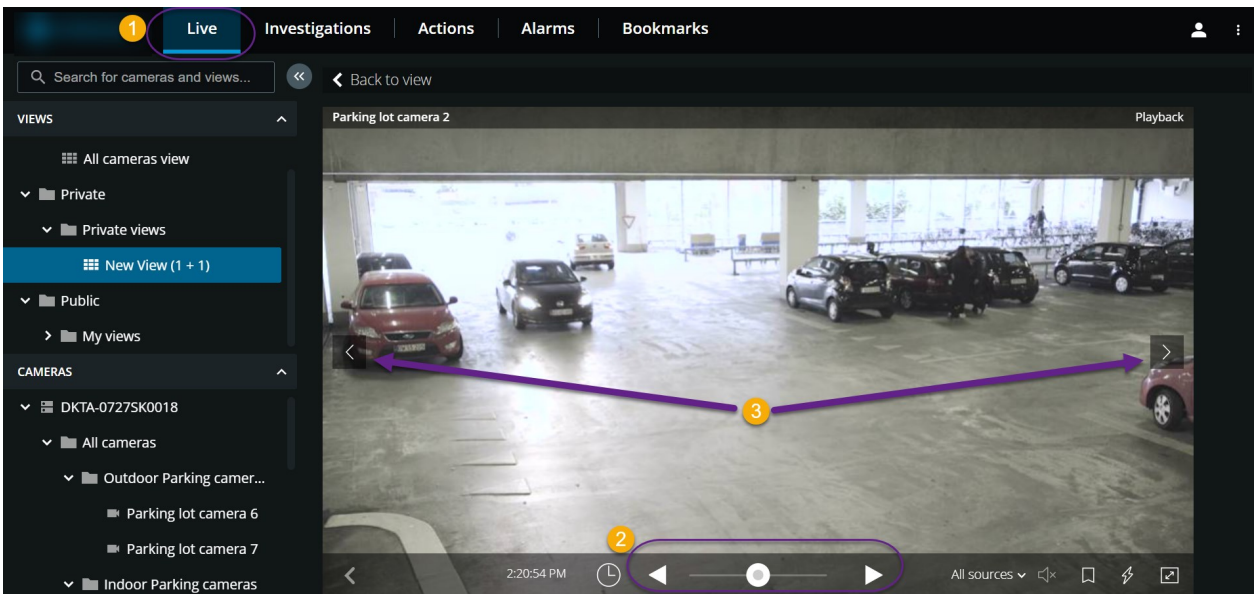 1
Live
Investigations
Actions
Alarms
Bookmarks
Search for cameras and views...
Back to view
VIEWS
All cameras view
Private
Private views
New View (1 + 1)
Public
My views
CAMERAS
DKTA-0727SK0018
All cameras
Outdoor Parking camer...
Parking lot camera 6
Parking lot camera 7
Indoor Parking cameras
Parking lot camera 2
Playback
3
2
2:20:54 PM
All sources